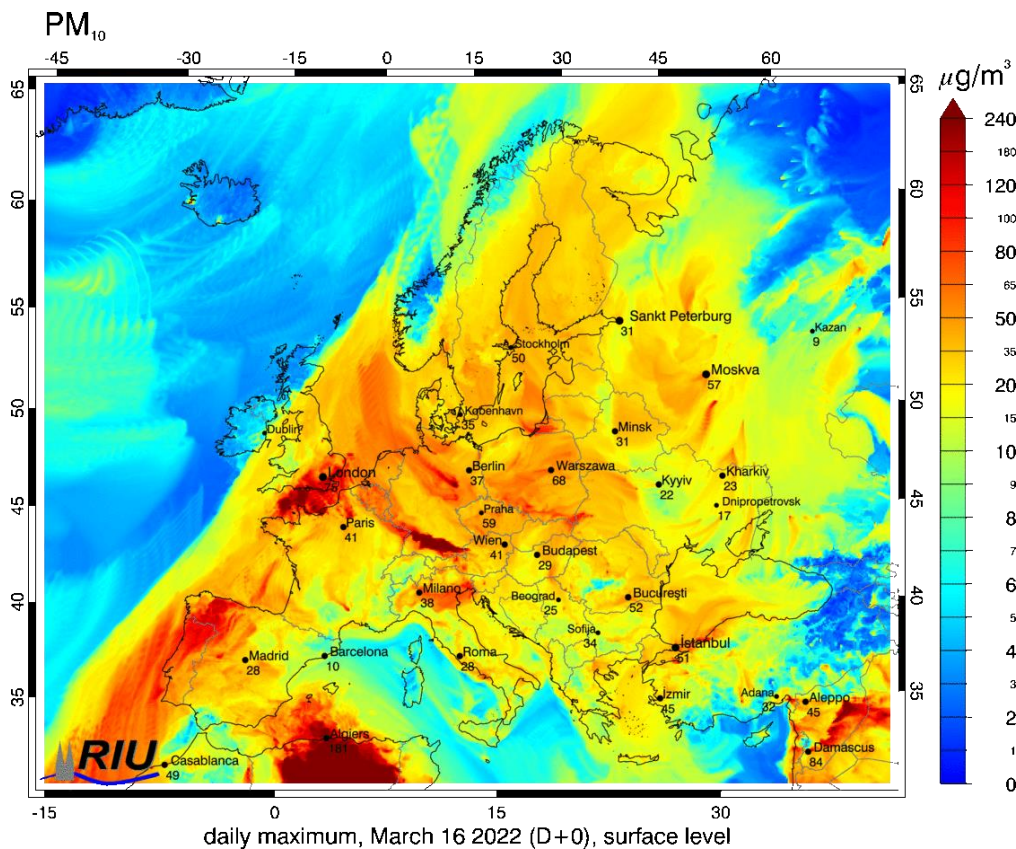 PM10
-45 -30 -15 0 15 30 45 60
μg/m³
65
60
55
50
45
40
35
65
60
55
50
45
40
35
240
180
120
100
80
65
50
40
30
20
10
9
8
7
6
5
4
3
2
1
0
Sankt Peterburg
31
Kazan
9
Stockholm
50
Moskva
57
København
35
Minsk
31
Dublin
London
78
Berlin
37
Warszawa
68
Kyyiv
22
Kharkiv
23
Dnipropetrovsk
17
Praha
59
Paris
41
Wien
41
Budapest
29
Milano
38
Beograd
25
Bucureşti
52
Sofija
34
Madrid
28
Barcelona
10
Roma
28
İstanbul
51
İzmir
45
Adana
32
Aleppo
45
Algiers
181
Damascus
84
Casablanca
49
RIU
-15 0 15 30
daily maximum, March 16 2022 (D+0), surface level